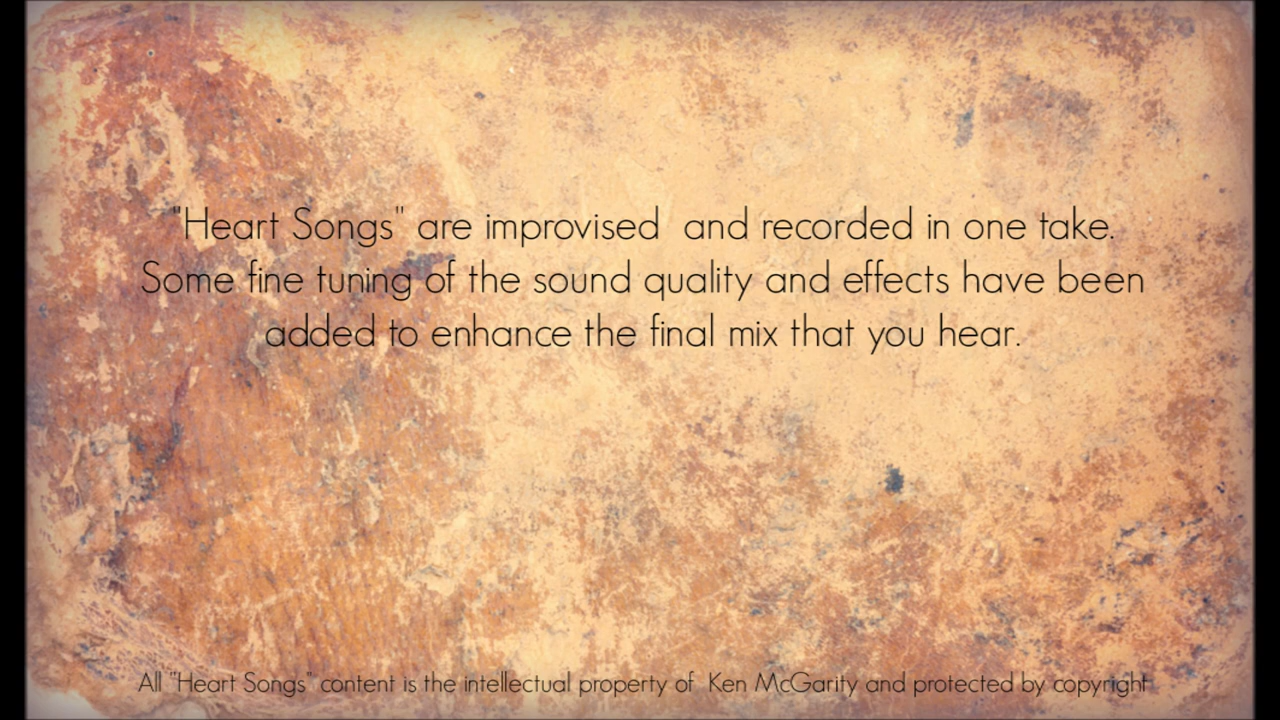 "Heart Songs" are improvised  and recorded in one take.
Some fine tuning of the sound quality and effects have been
added to enhance the final mix that you hear.
All "Heart Songs" content is the intellectual property of  Ken McGarity and protected by copyright